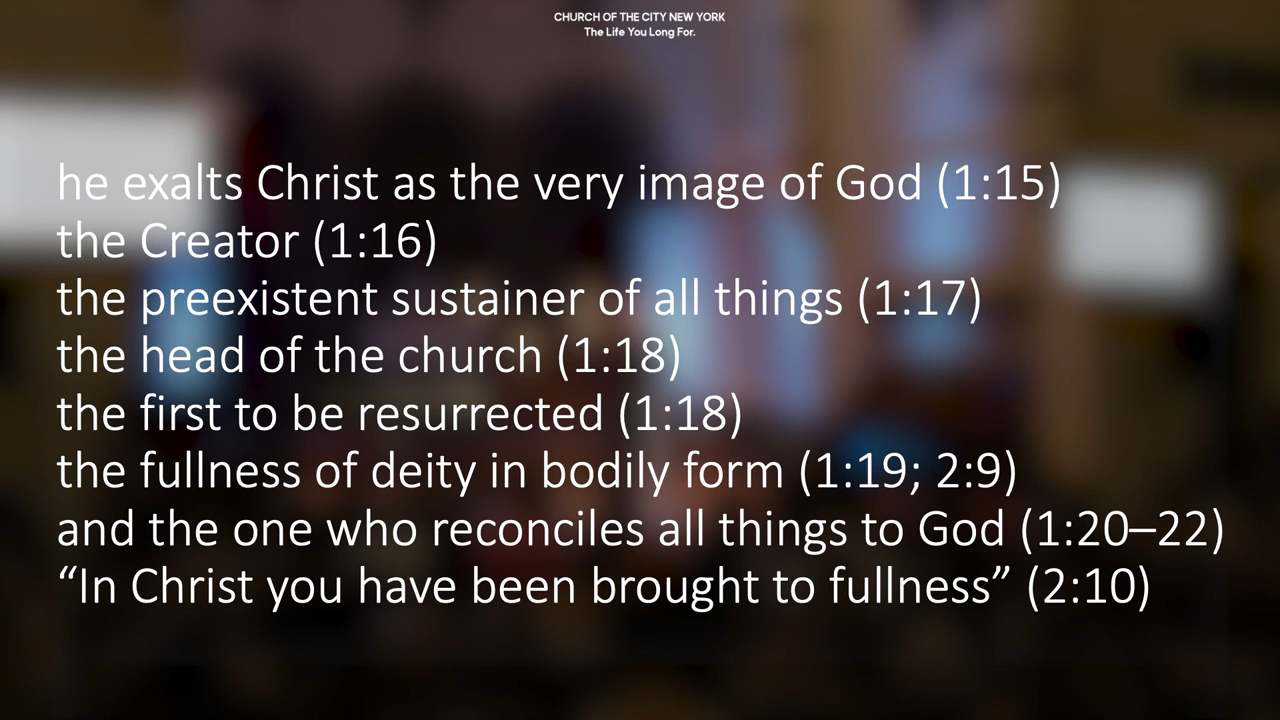 CHURCH OF THE CITY NEW YORK
The Life You Long For.
he exalts Christ as the very image of God (1:15)
the Creator (1:16)
the preexistent sustainer of all things (1:17)
the head of the church (1:18)
the first to be resurrected (1:18)
the fullness of deity in bodily form (1:19; 2:9)
and the one who reconciles all things to God (1:20–22)
“In Christ you have been brought to fullness” (2:10)